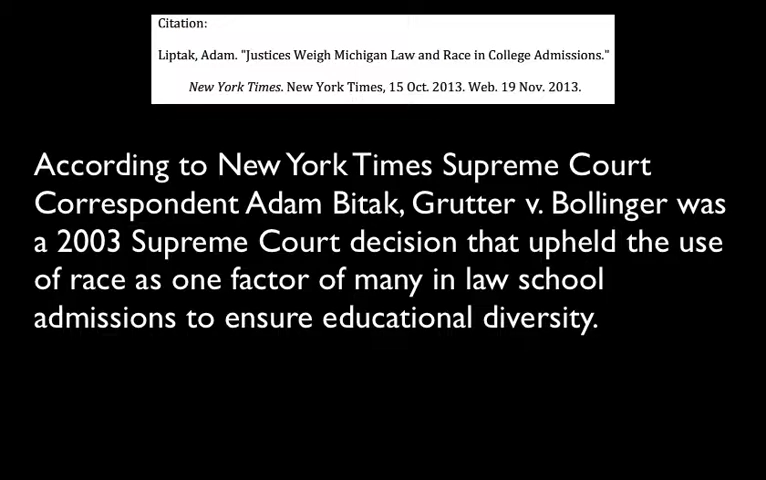 Citation:
Liptak, Adam. "Justices Weigh Michigan Law and Race in College Admissions."
New York Times. New York Times, 15 Oct. 2013. Web. 19 Nov. 2013.
According to New York Times Supreme Court
Correspondent Adam Bitak, Grutter v. Bollinger was
a 2003 Supreme Court decision that upheld the use
of race as one factor of many in law school
admissions to ensure educational diversity.